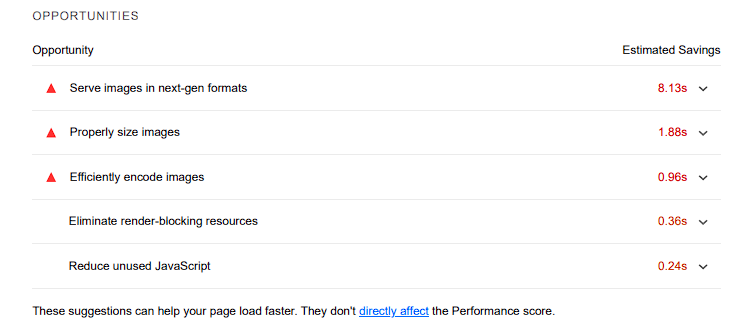 OPPORTUNITIES
Opportunity Estimated Savings
Serve images in next-gen formats 8.13s
Properly size images 1.88s
Efficiently encode images 0.96s
Eliminate render-blocking resources 0.36s
Reduce unused JavaScript 0.24s
These suggestions can help your page load faster. They don't directly affect the Performance score.